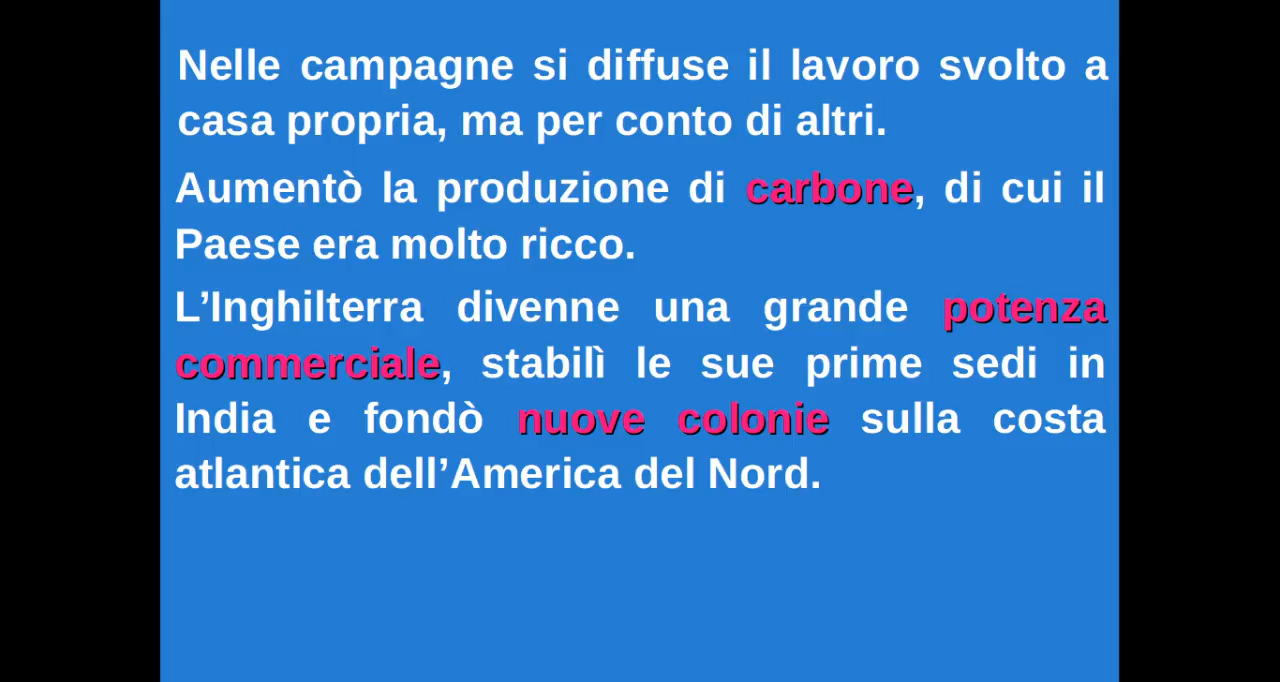 Nelle campagne si diffuse il lavoro svolto a
casa propria, ma per conto di altri.
Aumentò la produzione di carbone, di cui il
Paese era molto ricco.
L’Inghilterra divenne una grande potenza
commerciale, stabilì le sue prime sedi in
India e fondò nuove colonie sulla costa
atlantica dell’America del Nord.